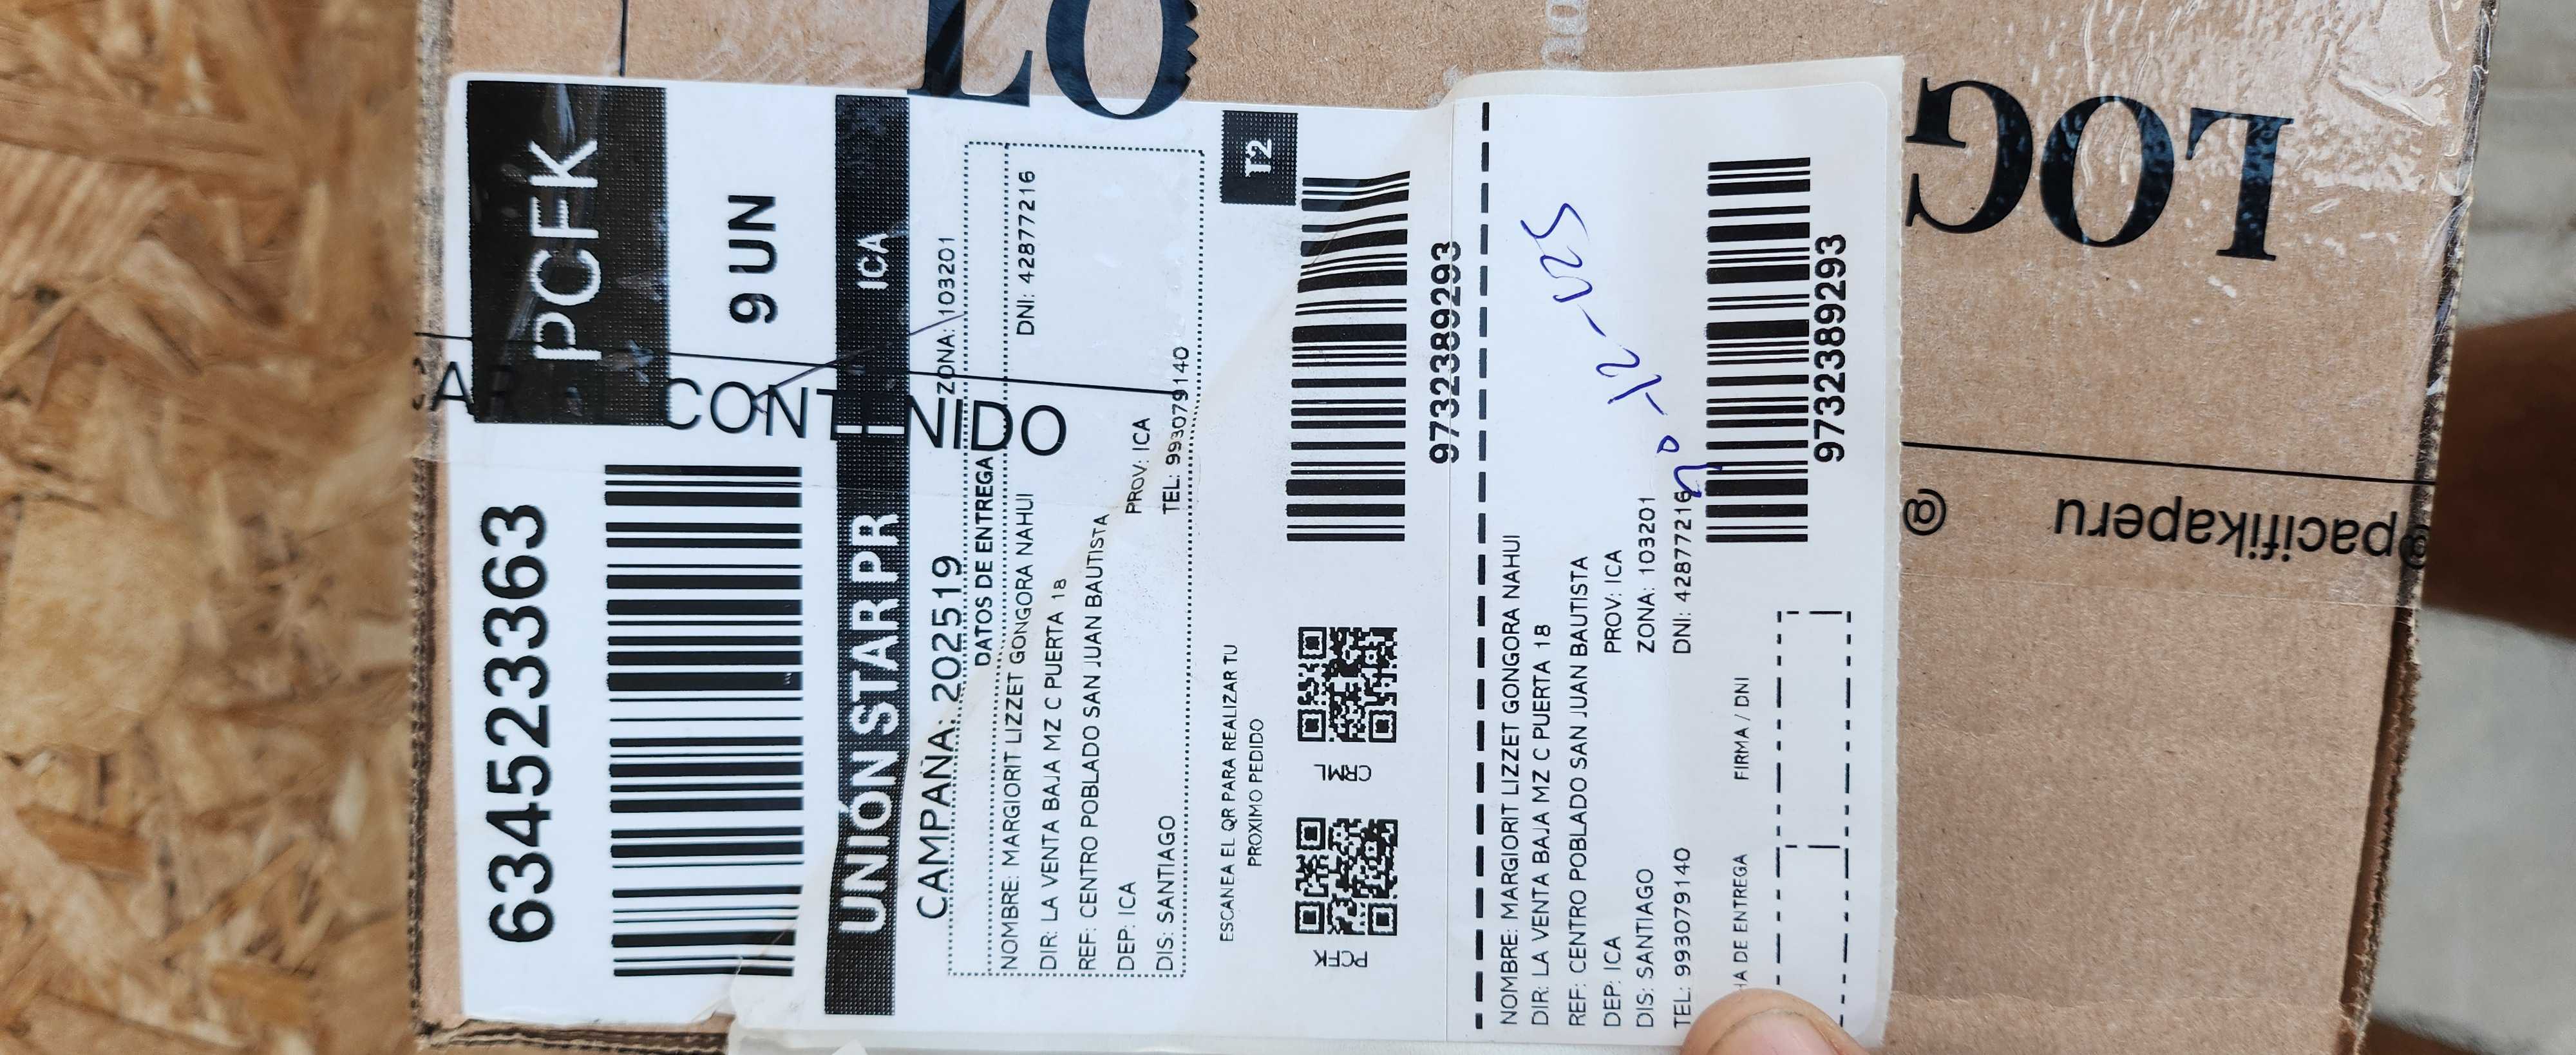 LO
LOG
PCFK
6345233363
9 UN
CONTENIDO
UNIÓN STAR PR ICA
CAMPAÑA: 202519 ZONA: 103201
DATOS DE ENTREGA
NOMBRE: MARGIORIT LIZZET GONGORA NAHUI DNI: 42877216
DIR: LA VENTA BAJA MZ C PUERTA 18
REF: CENTRO POBLADO SAN JUAN BAUTISTA
DEP: ICA PROV: ICA
DIS: SANTIAGO TEL: 993079140
T2
ESCANEA EL QR PARA REALIZAR TU
PROXIMO PEDIDO
PCFK CRML
9732389293
NOMBRE: MARGIORIT LIZZET GONGORA NAHUI
DIR: LA VENTA BAJA MZ C PUERTA 18
REF: CENTRO POBLADO SAN JUAN BAUTISTA
DEP: ICA PROV: ICA
DIS: SANTIAGO ZONA: 103201
TEL: 993079140 DNI: 42877216
DE ENTREGA FIRMA / DNI
9732389293
@pacifikaperu
@